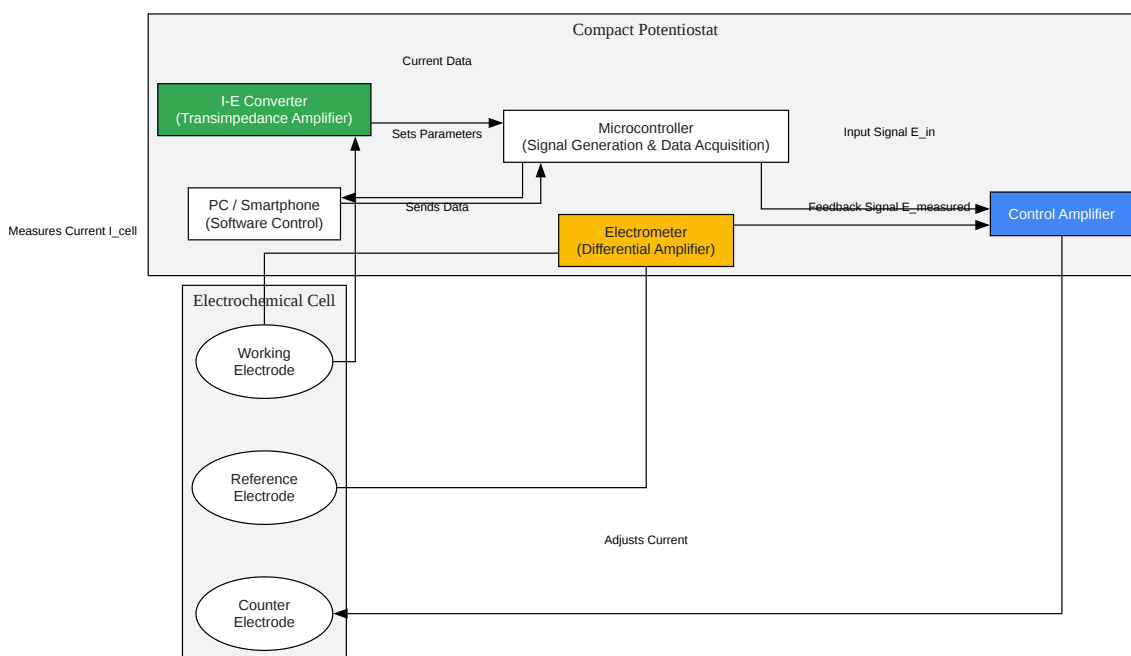 Compact Potentiostat
Current Data
I-E Converter
(Transimpedance Amplifier)
Sets Parameters
Microcontroller
(Signal Generation & Data Acquisition)
Input Signal E_in
PC / Smartphone
(Software Control)
Sends Data
Feedback Signal E_measured
Control Amplifier
Measures Current I_cell
Electrometer
(Differential Amplifier)
Electrochemical Cell
Working
Electrode
Reference
Electrode
Adjusts Current
Counter
Electrode